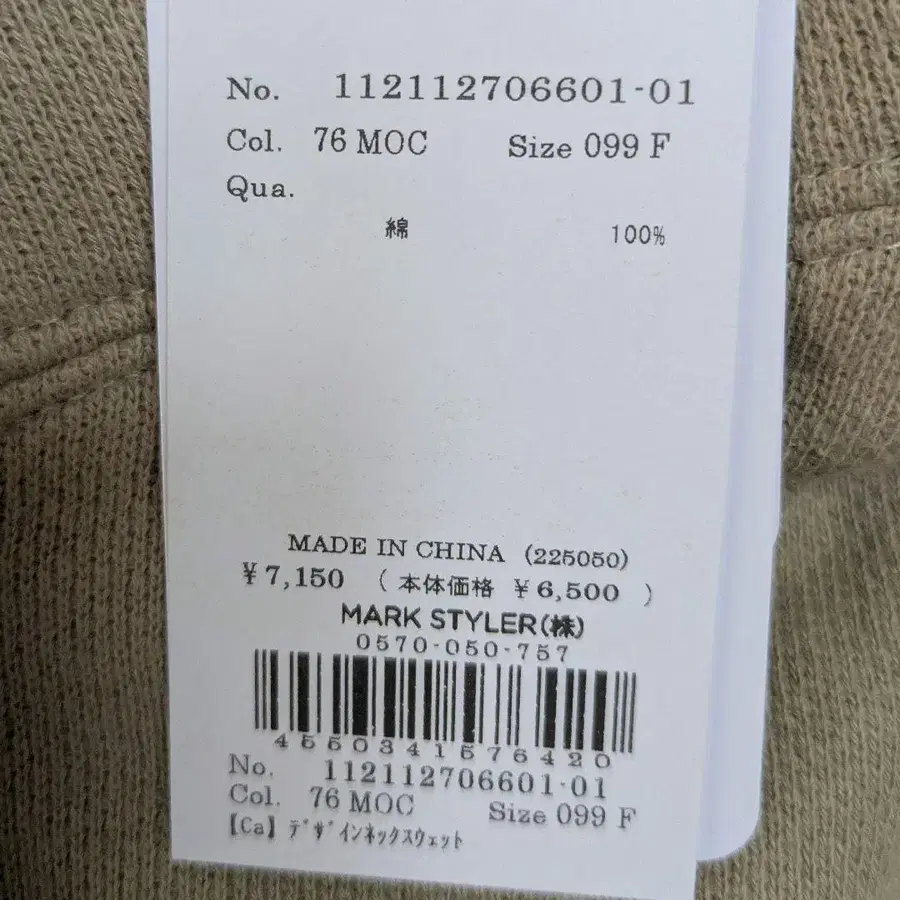 No. 112112706601-01
Col. 76 MOC Size 099 F
Qua.
綿 100%
MADE IN CHINA (225050)
¥7,150 (本体価格 ¥6,500 )
MARK STYLER(株)
0570-050-757
4550341576420
No. 112112706601-01
Col. 76 MOC Size 099 F
【Ca】デザインネックスウェット